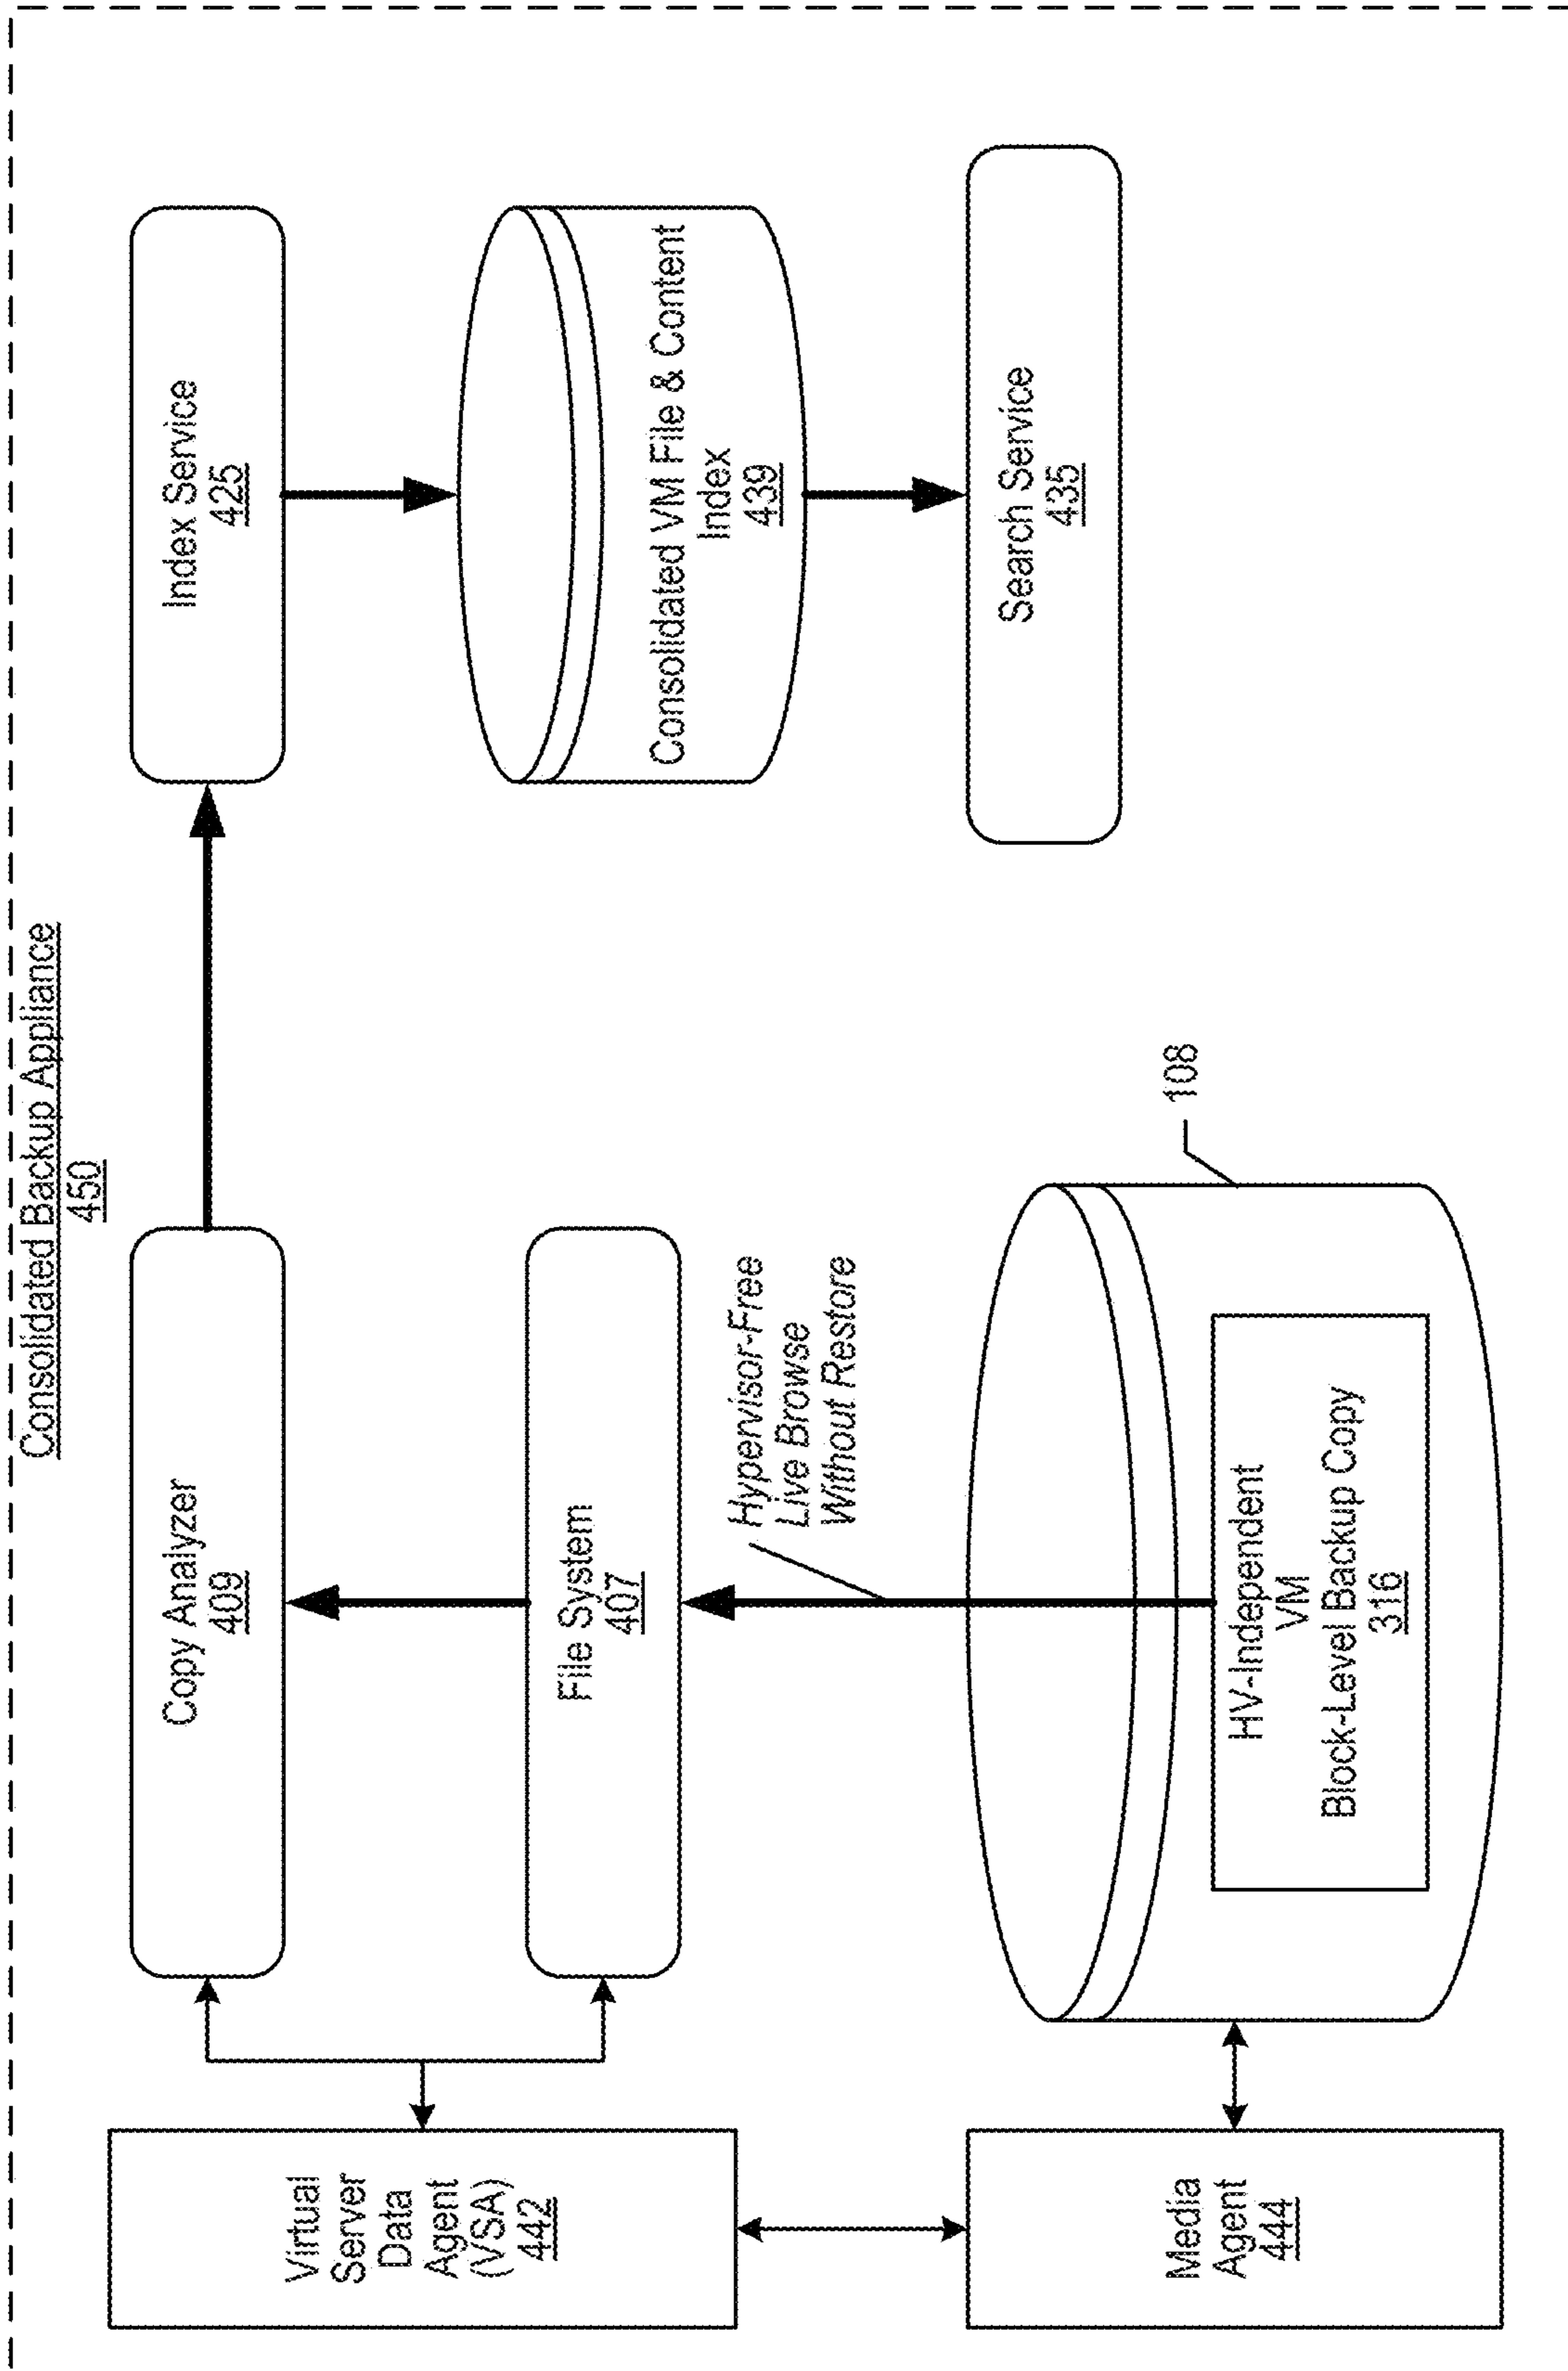 Consolidated Backup Appliance
450
Virtual
Server
Data
Agent
(VSA)
442
Copy Analyzer
409
Index Service
425
File System
407
Hypervisor-Free
Live Browse
Without Restore
Consolidated VM File & Content
Index
439
Media
Agent
444
HV-Independent
VM
Block-Level Backup Copy
316
108
Search Service
435